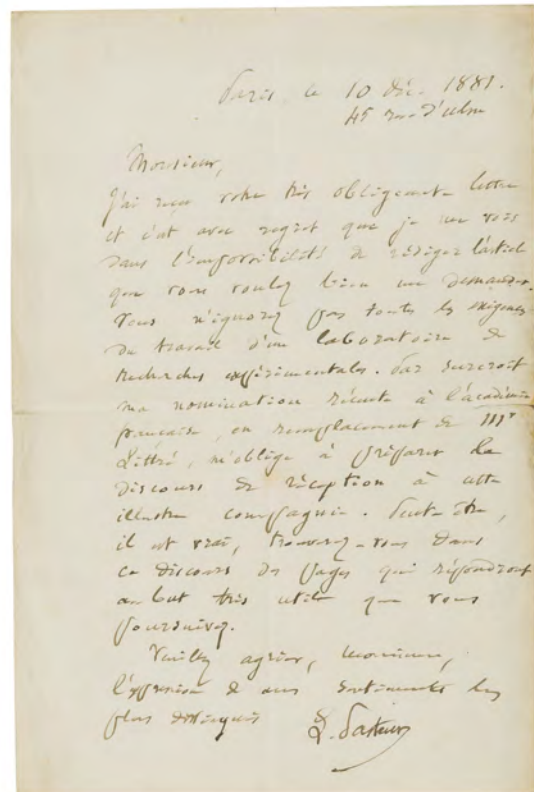 Paris, le 10 déc. 1881.
45 rue d'ulm
Monsieur,
J'ai reçu votre très obligeante lettre
et c'est avec regret que je me vois
dans l'impossibilité de rédiger l'article
que vous voulez bien me demander.
Vous n'ignorez pas toutes les exigences
du travail d'un laboratoire de
recherches expérimentales. Par surcroit
ma nomination récente à l'académie
française, en remplacement de Mr
Littré, m'oblige à préparer le
discours de réception à cette
illustre compagnie. Peut-être,
il est vrai, trouverez-vous dans
ce discours des pages qui répondront
au but très utile que vous
poursuivez.
Veuillez agréer, monsieur,
l'expression de mes sentiments les
plus distingués
L. Pasteur